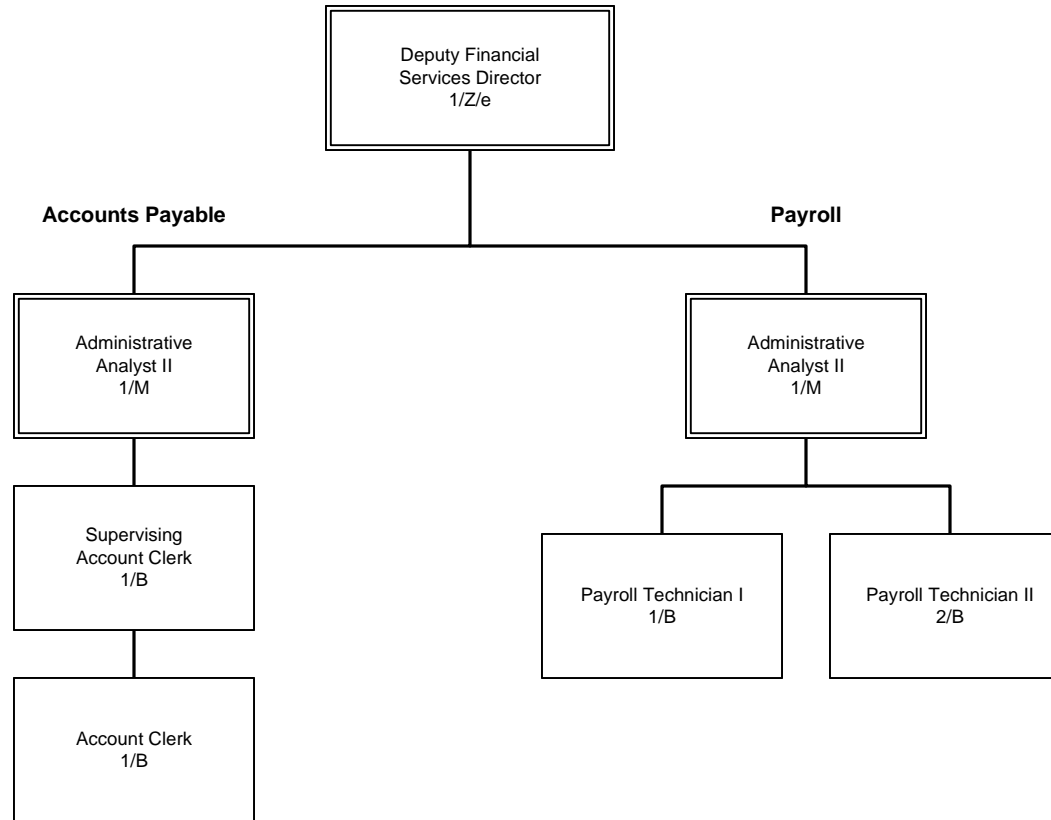 Deputy Financial
Services Director
1/Z/e
Accounts Payable
Payroll
Administrative
Analyst II
1/M
Administrative
Analyst II
1/M
Supervising
Account Clerk
1/B
Payroll Technician I
1/B
Payroll Technician II
2/B
Account Clerk
1/B